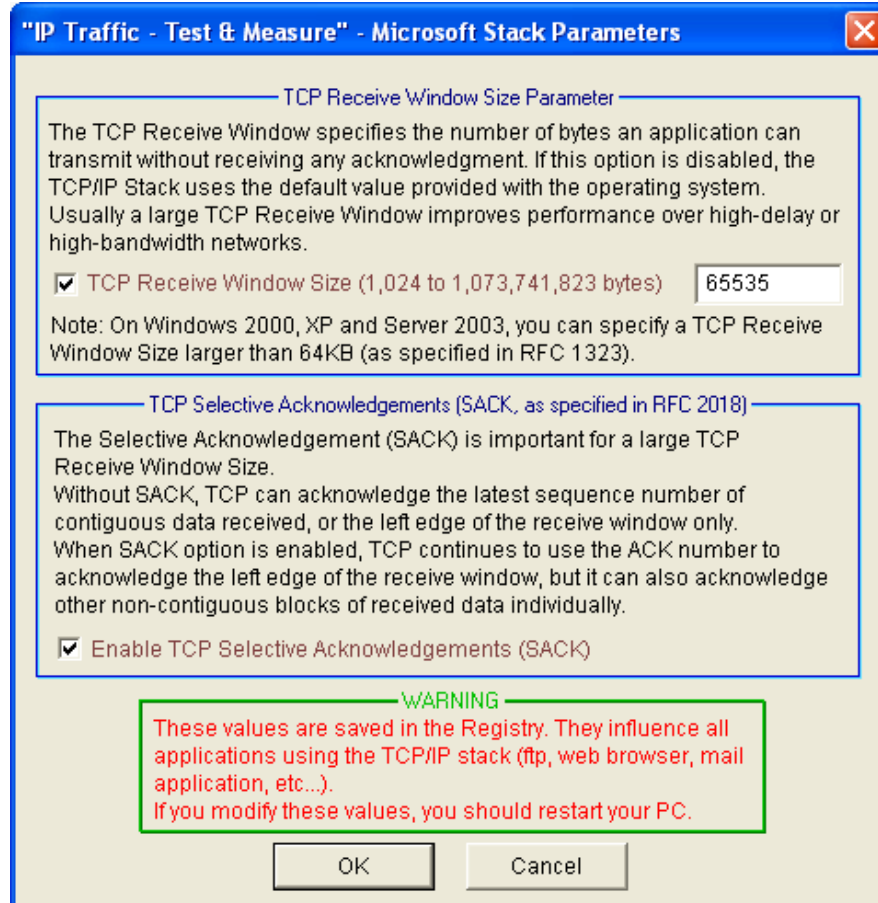 "IP Traffic - Test & Measure" - Microsoft Stack Parameters
TCP Receive Window Size Parameter
The TCP Receive Window specifies the number of bytes an application can
transmit without receiving any acknowledgment. If this option is disabled, the
TCP/IP Stack uses the default value provided with the operating system.
Usually a large TCP Receive Window improves performance over high-delay or
high-bandwidth networks.
TCP Receive Window Size (1,024 to 1,073,741,823 bytes) 65535
Note: On Windows 2000, XP and Server 2003, you can specify a TCP Receive
Window Size larger than 64KB (as specified in RFC 1323).
TCP Selective Acknowledgements (SACK, as specified in RFC 2018)
The Selective Acknowledgement (SACK) is important for a large TCP
Receive Window Size.
Without SACK, TCP can acknowledge the latest sequence number of
contiguous data received, or the left edge of the receive window only.
When SACK option is enabled, TCP continues to use the ACK number to
acknowledge the left edge of the receive window, but it can also acknowledge
other non-contiguous blocks of received data individually.
Enable TCP Selective Acknowledgements (SACK)
WARNING
These values are saved in the Registry. They influence all
applications using the TCP/IP stack (ftp, web browser, mail
application, etc...).
If you modify these values, you should restart your PC.
OK Cancel